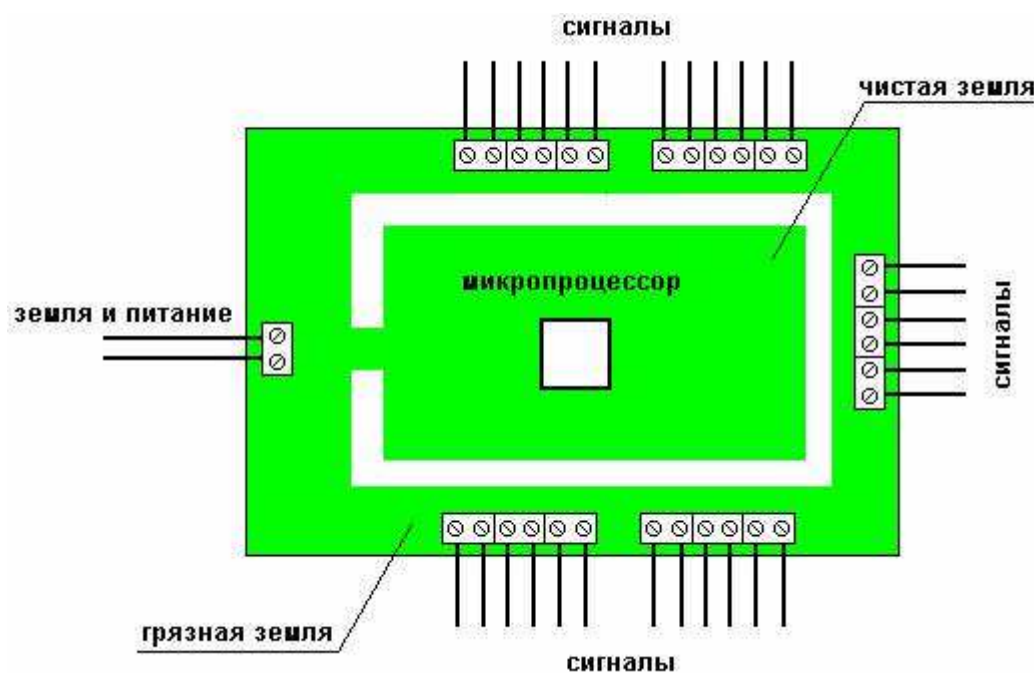 сигналы
чистая земля
микропроцессор
земля и питание
сигналы
грязная земля
сигналы